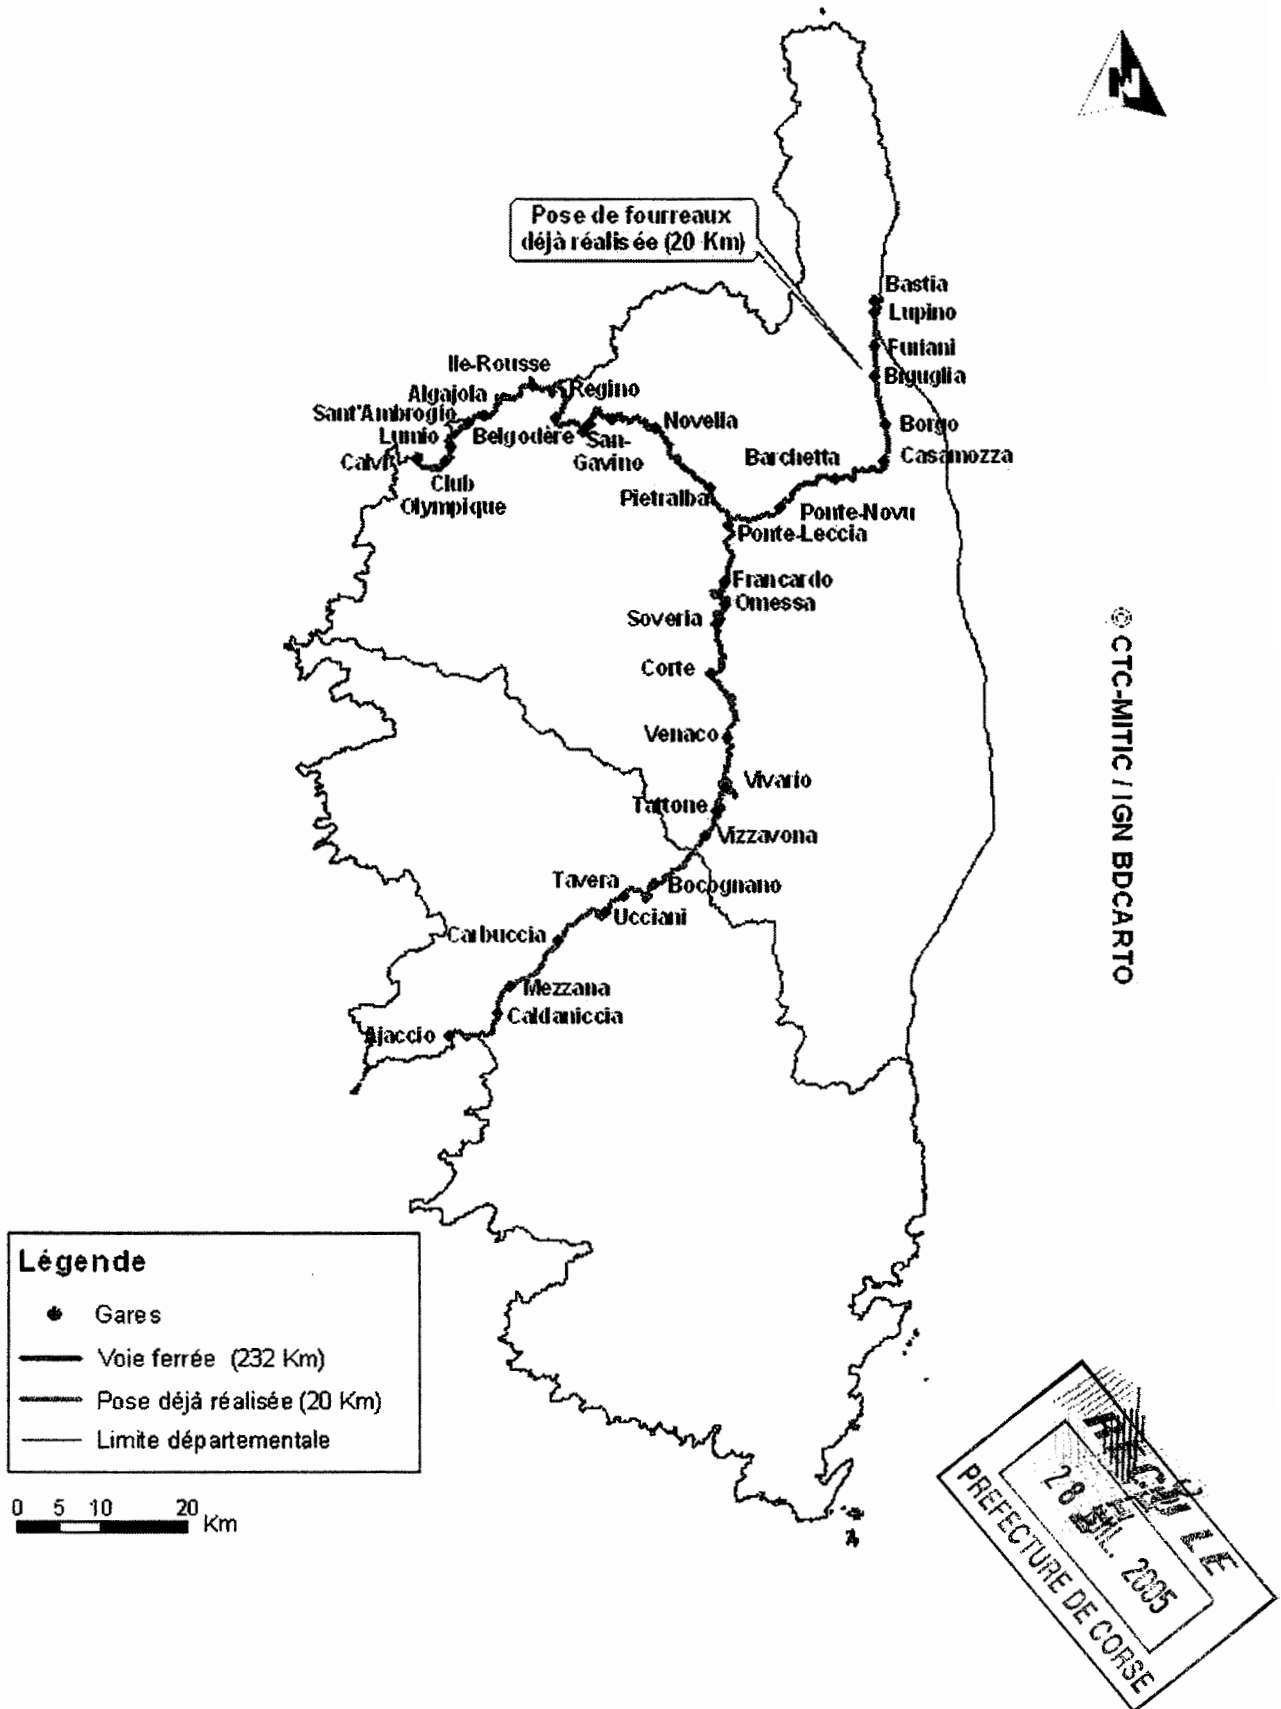 N
Pose de fourreaux
déjà réalisée (20 Km)
Bastia
Lupino
Furiani
Biguglia
Ile-Rousse
Regino
Algajola
Sant'Ambrogio
Novella
Borgo
Lumio
Belgodère
San-
Gavino
Barchetta
Casamozza
Calvi
Club
Olympique
Pietralba
Ponte-Novu
Ponte-Leccia
Francardo
Omessa
Soveria
Corte
Venaco
Vivario
Tattone
Vizzavona
Tavera
Bocognano
Ucciani
Carbuccia
Mezzana
Caldaniccia
Ajaccio
© CTC-MITIC / IGN BDCARTO
Légende
Gares
Voie ferrée (232 Km)
Pose déjà réalisée (20 Km)
Limite départementale
0 5 10 20 Km
LE
28 2005
PREFECTURE DE CORSE